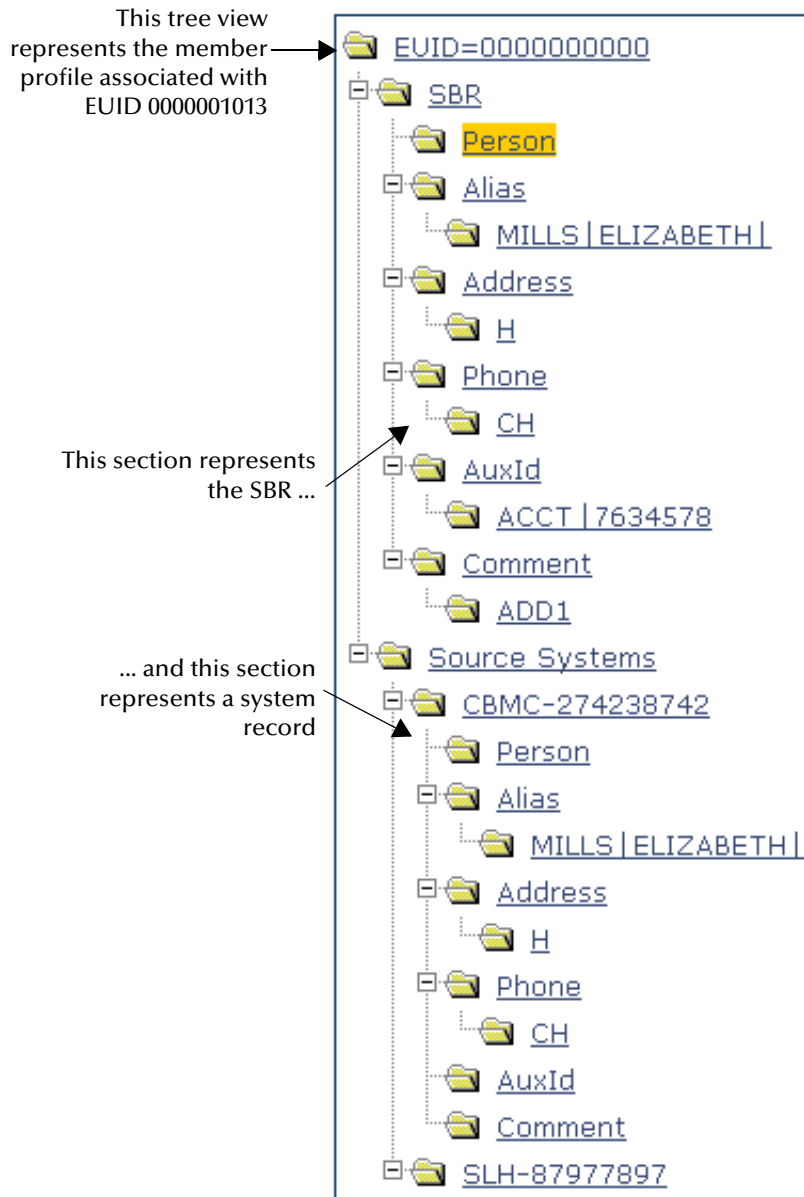 This tree view
represents the member
profile associated with
EUID 0000001013
EUID=0000000000
SBR
Person
Alias
MILLS|ELIZABETH|
Address
H
Phone
CH
This section represents
the SBR ...
AuxId
ACCT|7634578
Comment
ADD1
Source Systems
... and this section
represents a system
record
CBMC-274238742
Person
Alias
MILLS|ELIZABETH|
Address
H
Phone
CH
AuxId
Comment
SLH-87977897